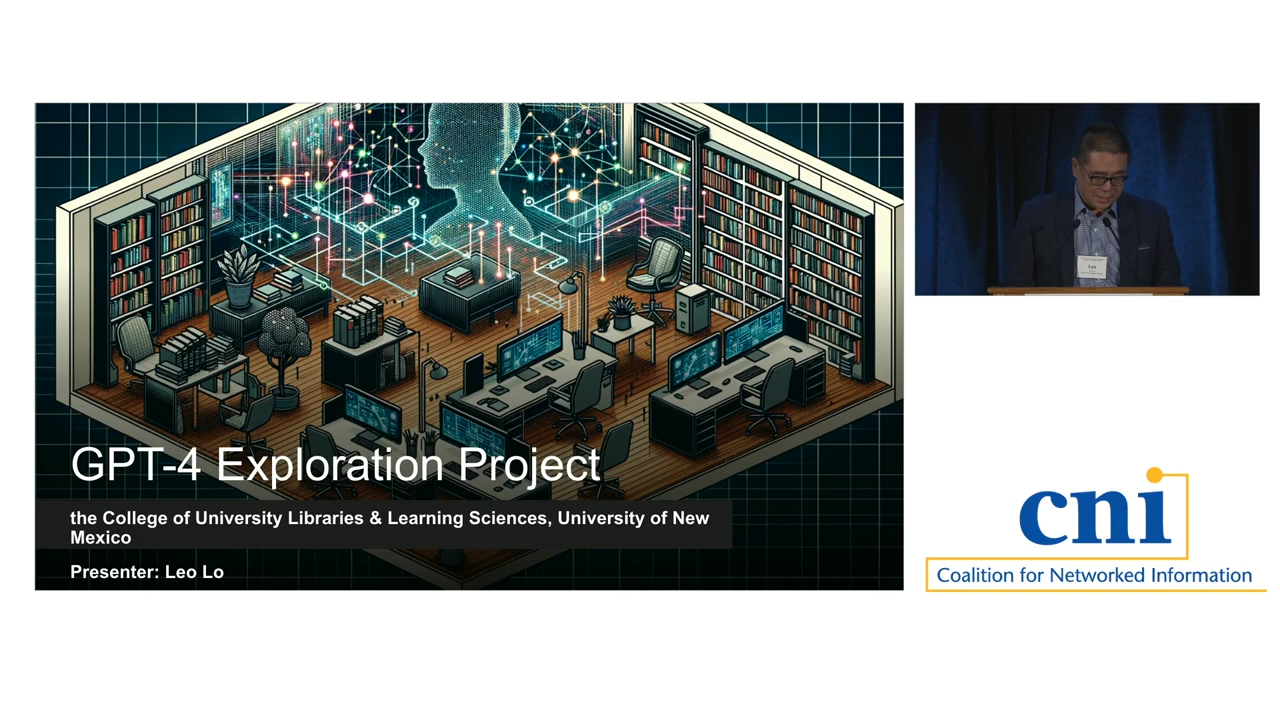 GPT-4 Exploration Project
the College of University Libraries & Learning Sciences, University of New
Mexico
Presenter: Leo Lo
Leo
cni
Coalition for Networked Information